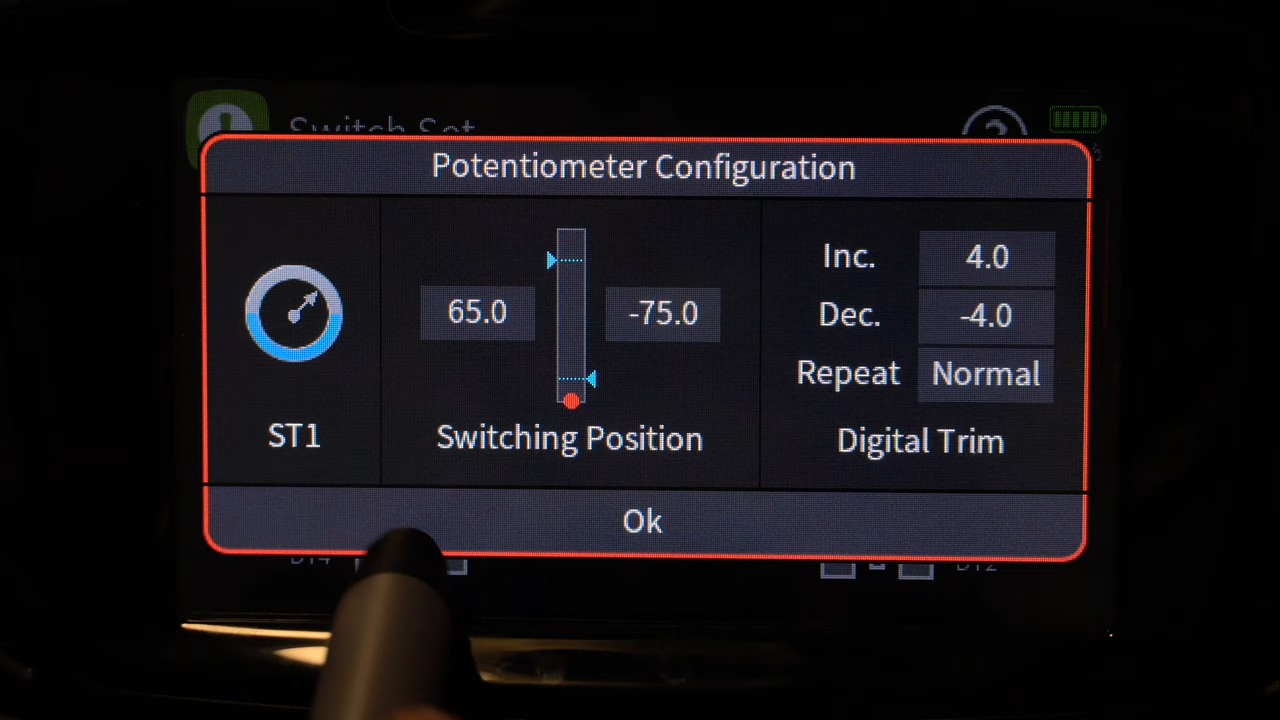 Switch Set
Potentiometer Configuration
65.0
-75.0
Inc. 4.0
Dec. -4.0
Repeat Normal
ST1
Switching Position
Digital Trim
Ok